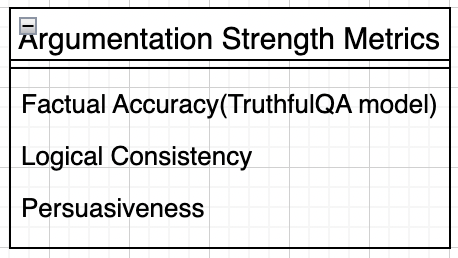 Argumentation Strength Metrics
Factual Accuracy(TruthfulQA model)
Logical Consistency
Persuasiveness